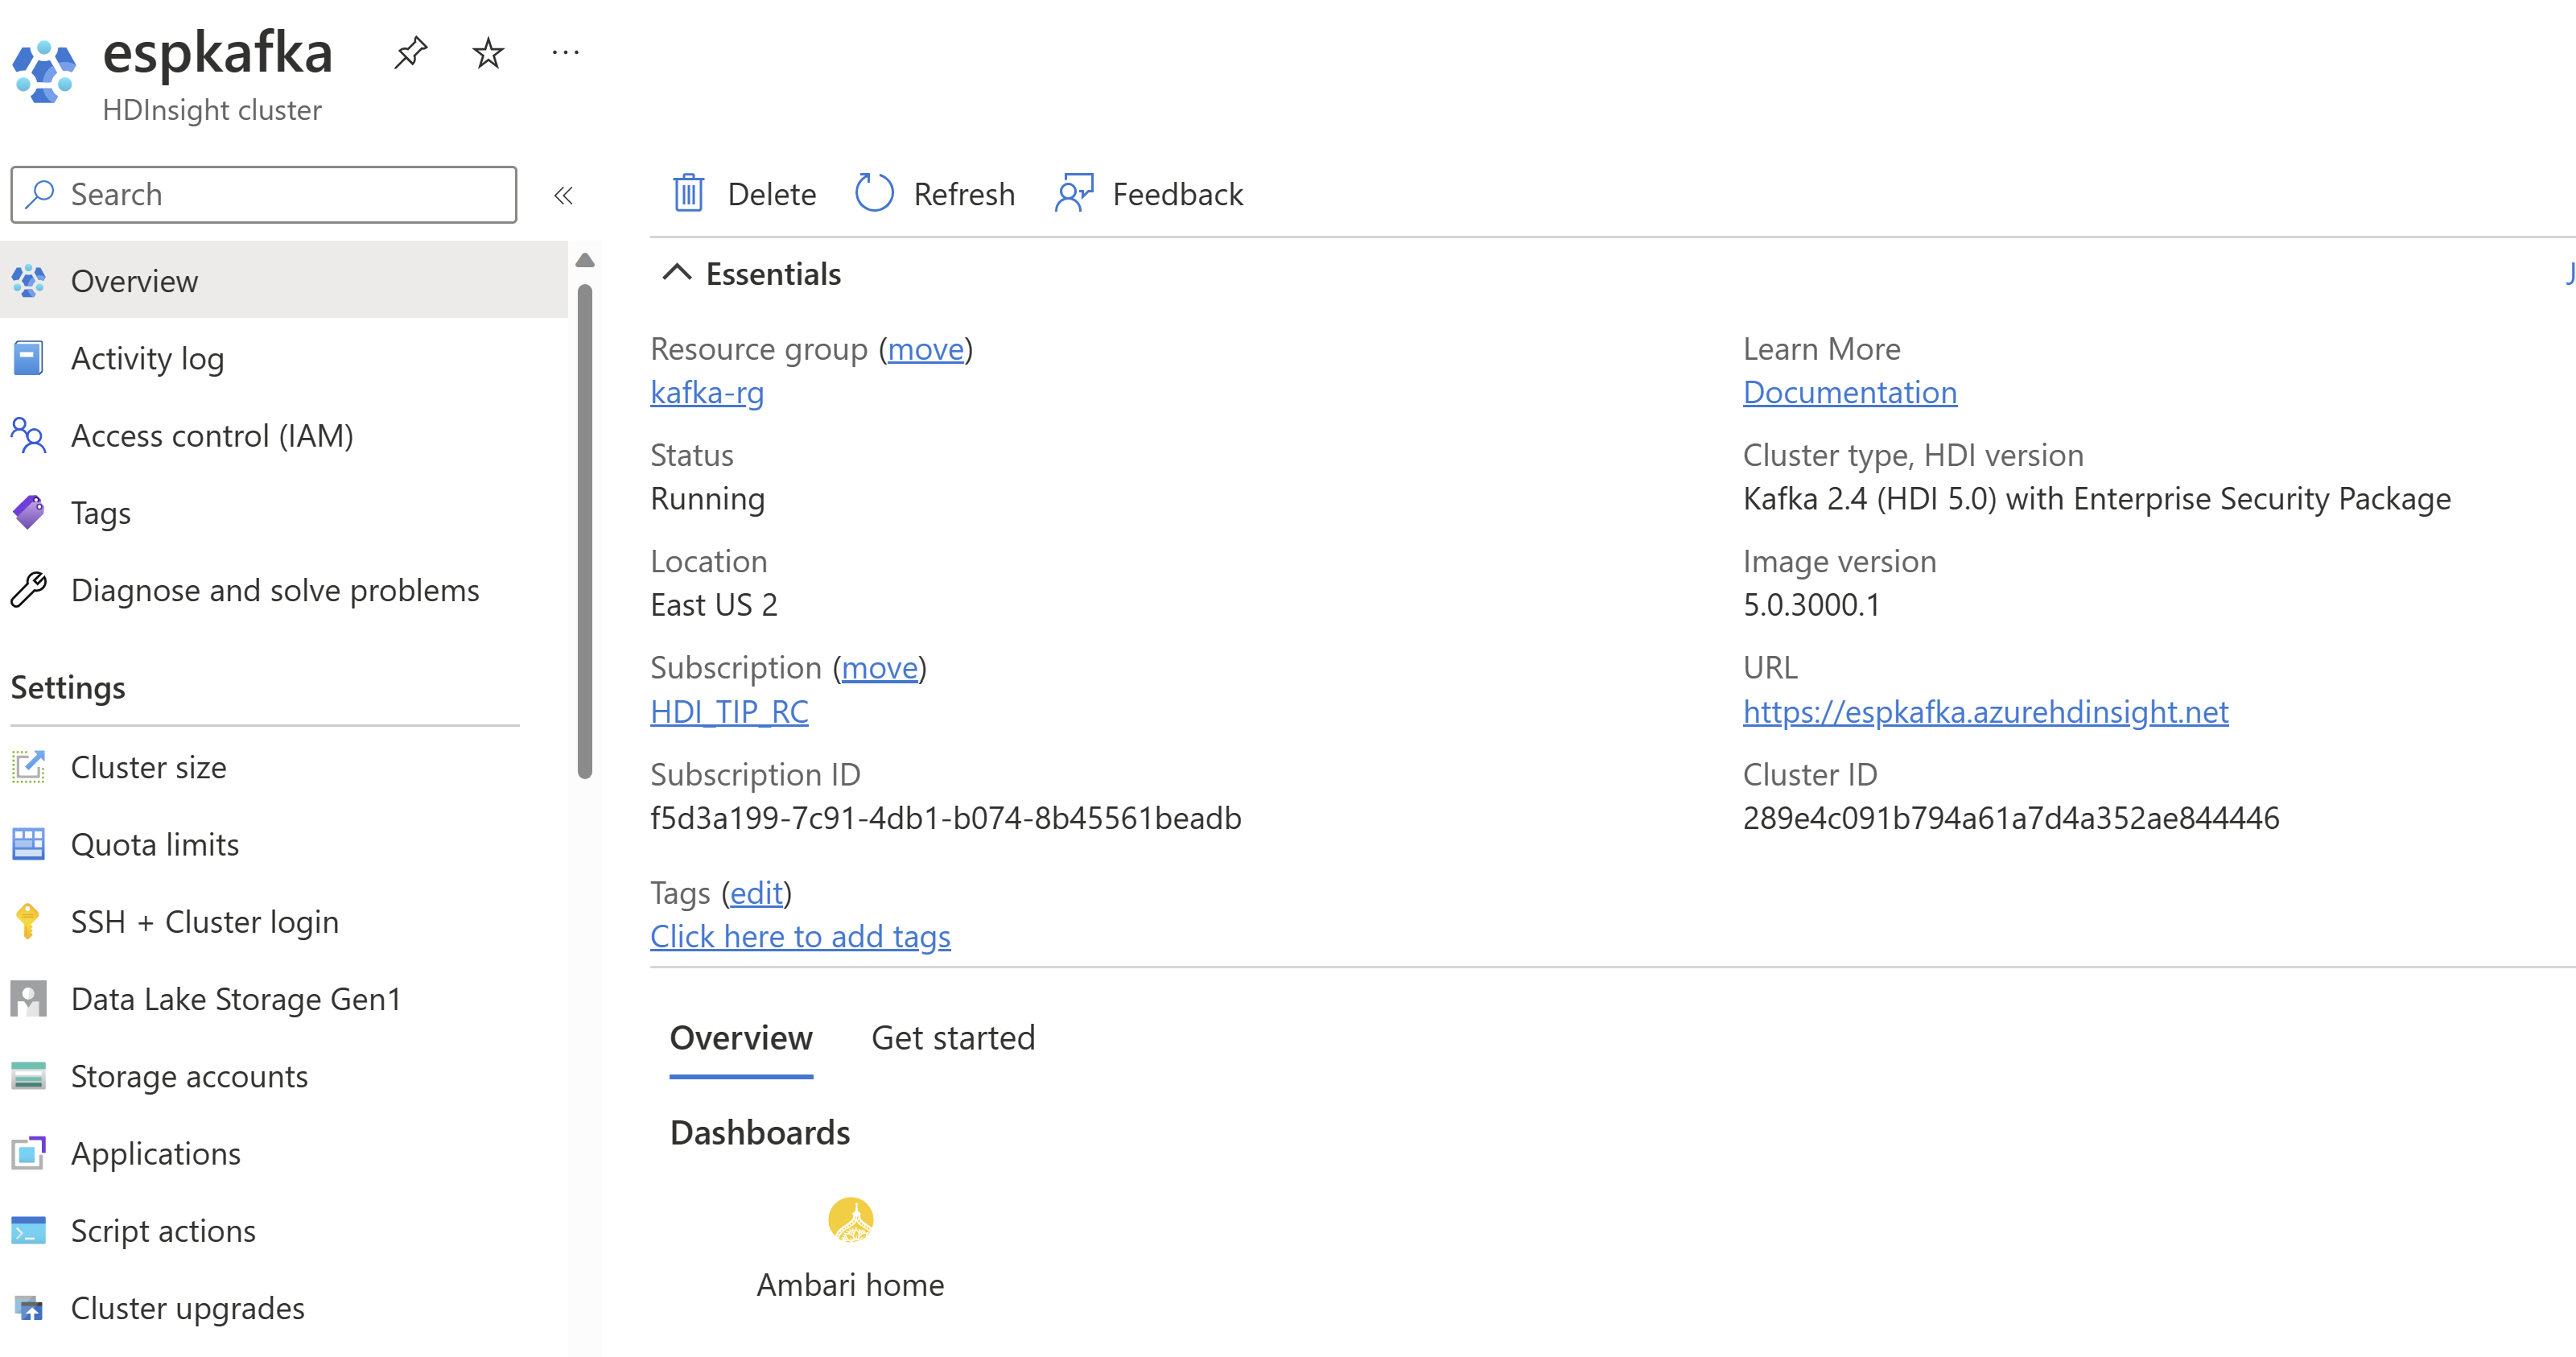 espkafka
HDInsight cluster
Search
Overview
Activity log
Access control (IAM)
Tags
Diagnose and solve problems
Settings
Cluster size
Quota limits
SSH + Cluster login
Data Lake Storage Gen1
Storage accounts
Applications
Script actions
Cluster upgrades
Delete Refresh Feedback
Essentials
J
Resource group (move)
kafka-rg
Status
Running
Location
East US 2
Subscription (move)
HDI_TIP_RC
Subscription ID
f5d3a199-7c91-4db1-b074-8b45561beadb
Tags (edit)
Click here to add tags
Learn More
Documentation
Cluster type, HDI version
Kafka 2.4 (HDI 5.0) with Enterprise Security Package
Image version
5.0.3000.1
URL
https://espkafka.azurehdinsight.net
Cluster ID
289e4c091b794a61a7d4a352ae844446
Overview Get started
Dashboards
Ambari home